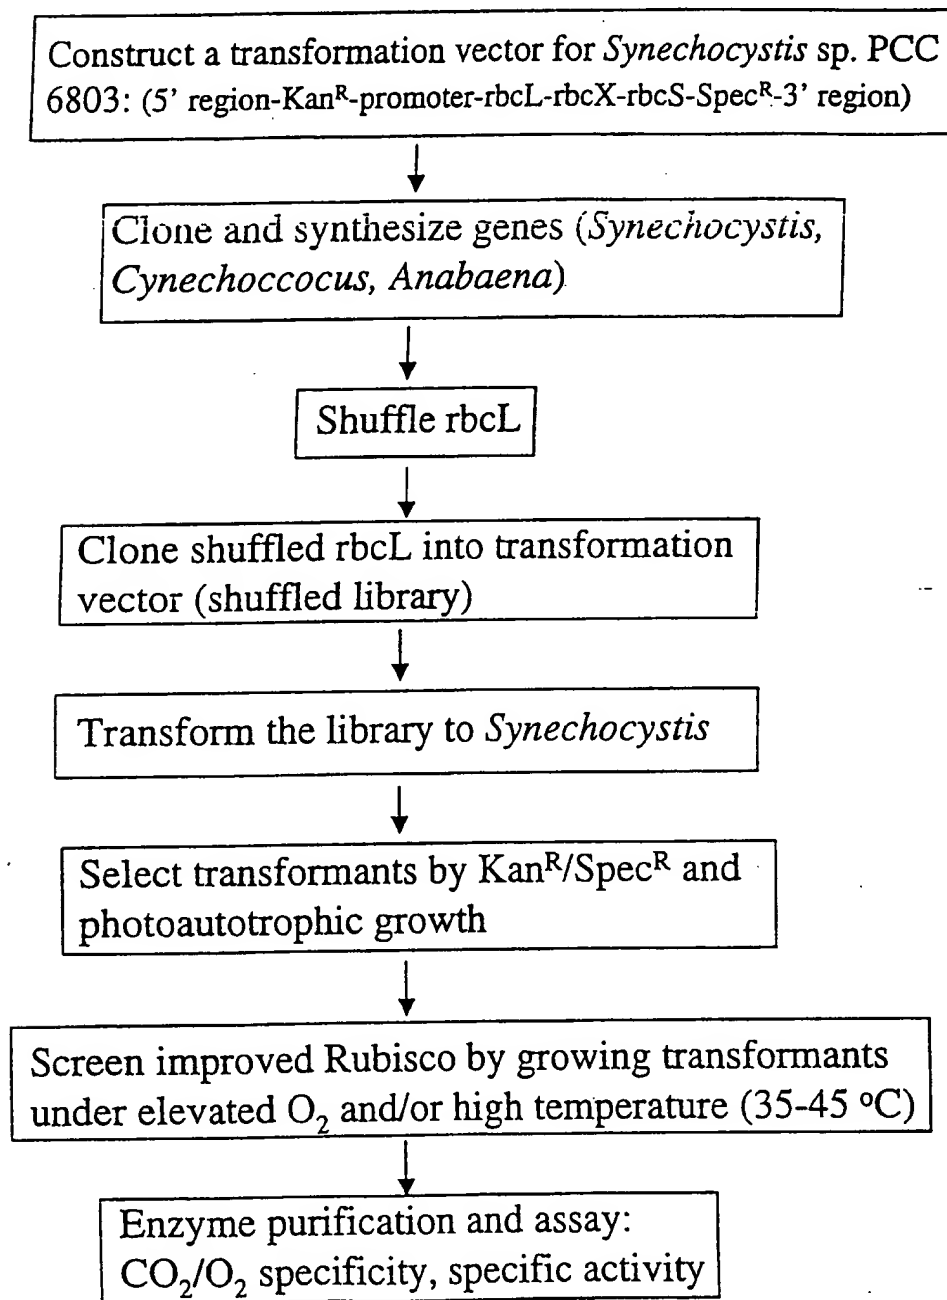 Construct a transformation vector for Synechocystis sp. PCC
6803: (5' region-Kanᴿ-promoter-rbcL-rbcX-rbcS-Specᴿ-3' region)
Clone and synthesize genes (Synechocystis,
Cynechoccocus, Anabaena)
Shuffle rbcL
Clone shuffled rbcL into transformation
vector (shuffled library)
Transform the library to Synechocystis
Select transformants by Kanᴿ/Specᴿ and
photoautotrophic growth
Screen improved Rubisco by growing transformants
under elevated O₂ and/or high temperature (35-45 ºC)
Enzyme purification and assay:
CO₂/O₂ specificity, specific activity